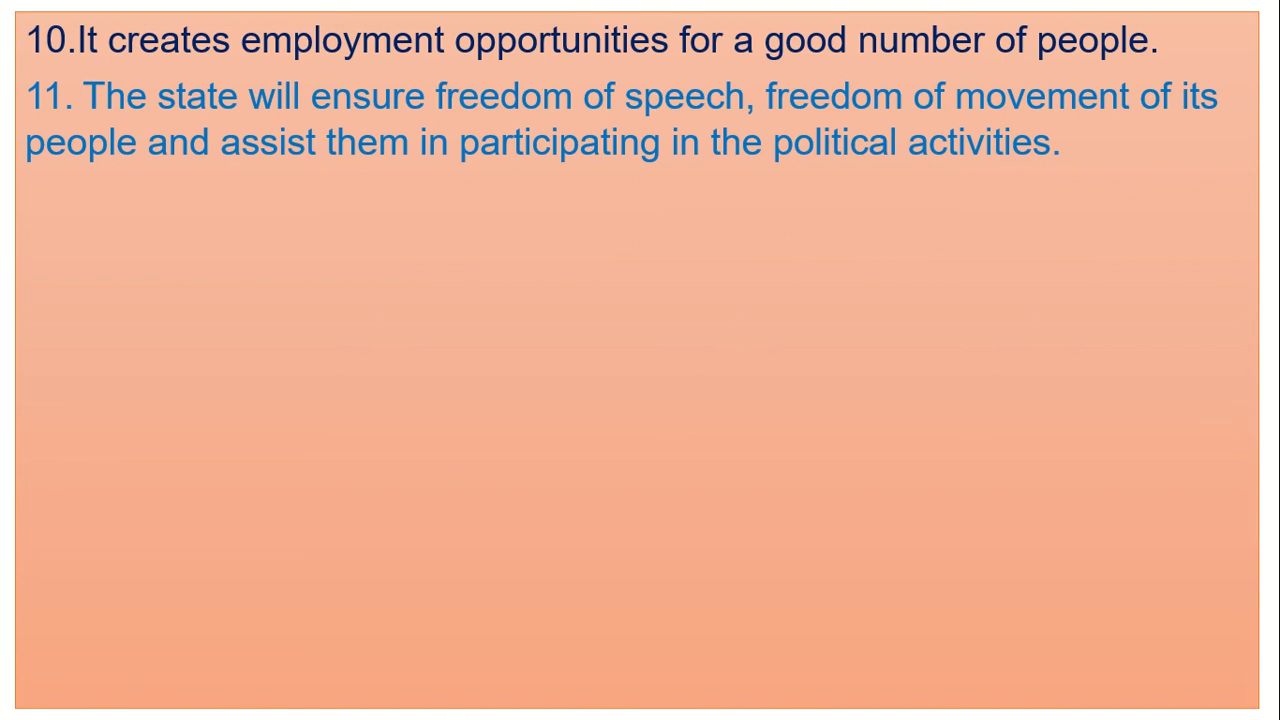 10.It creates employment opportunities for a good number of people.
11. The state will ensure freedom of speech, freedom of movement of its
people and assist them in participating in the political activities.